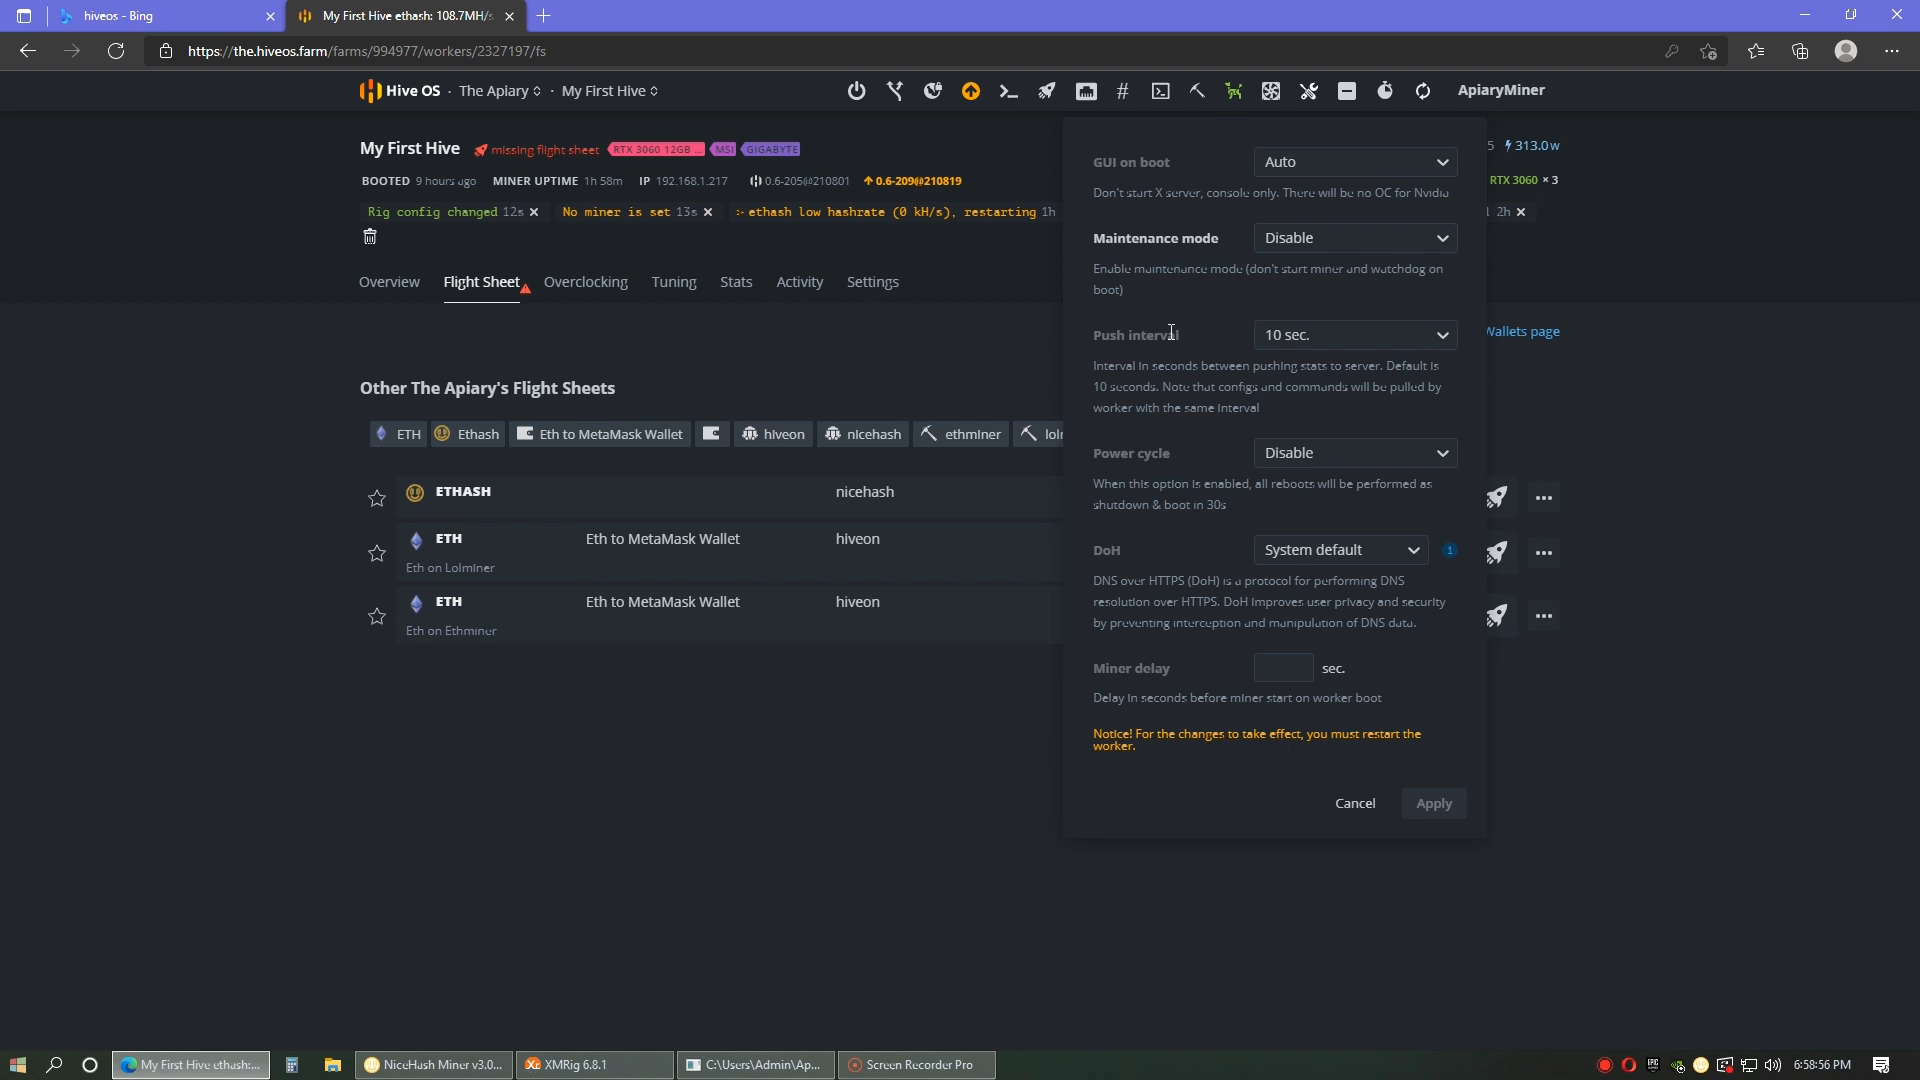 hiveos - Bing
My First Hive ethash: 108.7MH/s
https://the.hiveos.farm/farms/994977/workers/2327197/fs
Hive OS · The Apiary · My First Hive
ApiaryMiner
My First Hive missing flight sheet RTX 3060 12GB ... MSI GIGABYTE
5 313.0 w
BOOTED 9 hours ago MINER UPTIME 1h 58m IP 192.168.1.217 0.6-205@210801 0.6-209@210819
RTX 3060 × 3
Rig config changed 12s No miner is set 13s ethash low hashrate (0 kH/s), restarting 1h
2h
Overview Flight Sheet Overclocking Tuning Stats Activity Settings
Wallets page
Other The Apiary's Flight Sheets
ETH Ethash Eth to MetaMask Wallet hiveon nicehash ethminer
ETHASH nicehash
ETH Eth to MetaMask Wallet hiveon
Eth on Lolminer
ETH Eth to MetaMask Wallet hiveon
Eth on Ethminer
GUI on boot Auto
Don't start X server, console only. There will be no OC for Nvidia
Maintenance mode Disable
Enable maintenance mode (don't start miner and watchdog on
boot)
Push interval 10 sec.
Interval in seconds between pushing stats to server. Default is
10 seconds. Note that configs and commands will be pulled by
worker with the same interval
Power cycle Disable
When this option is enabled, all reboots will be performed as
shutdown & boot in 30s
DoH System default i
DNS over HTTPS (DoH) is a protocol for performing DNS
resolution over HTTPS. DoH improves user privacy and security
by preventing interception and manipulation of DNS data.
Miner delay sec.
Delay in seconds before miner start on worker boot
Notice! For the changes to take effect, you must restart the
worker.
Cancel Apply
My First Hive ethash:... NiceHash Miner v3.0... XMRig 6.8.1 C:\Users\Admin\Ap... Screen Recorder Pro 6:58:56 PM